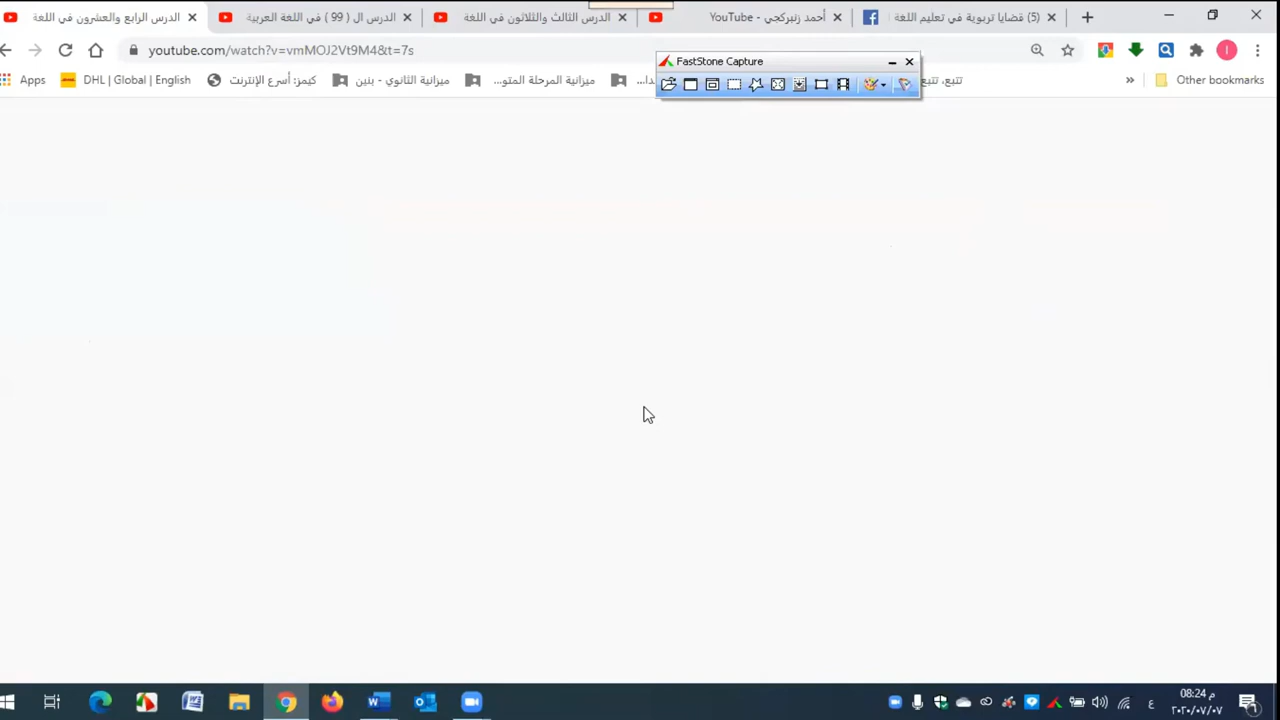 الدرس الرابع والعشرون في اللغة
الدرس ال ( 99 ) في اللغة العربية
الدرس الثالث والثلاثون في اللغة
أحمد زنبركجي - YouTube
(5) قضايا تربوية في تعليم اللغة
youtube.com/watch?v=vmMOJ2Vt9M4&t=7s
FastStone Capture
Apps
DHL | Global | English
كيمز: أسرع الإنترنت
ميزانية الثانوي - بنين
ميزانية المرحلة المتو...
تتبع، تتبع
»
Other bookmarks
08:24 م
٢٠٢٠/٠٧/٠٧
ع